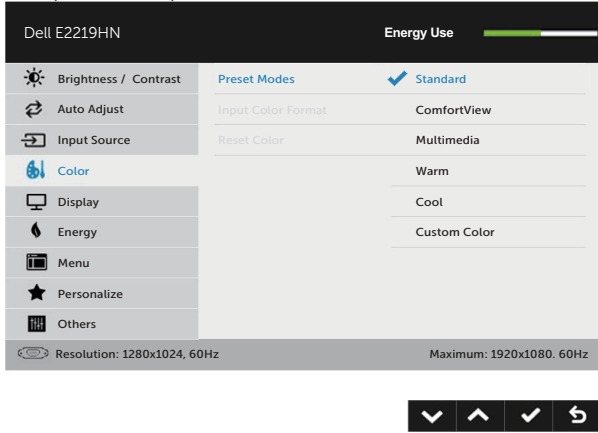 Dell E2219HN Energy Use
Brightness / Contrast Preset Modes Standard
Auto Adjust Input Color Format ComfortView
Input Source Reset Color Multimedia
Color Warm
Display Cool
Energy Custom Color
Menu
Personalize
Others
Resolution: 1280x1024, 60Hz Maximum: 1920x1080. 60Hz